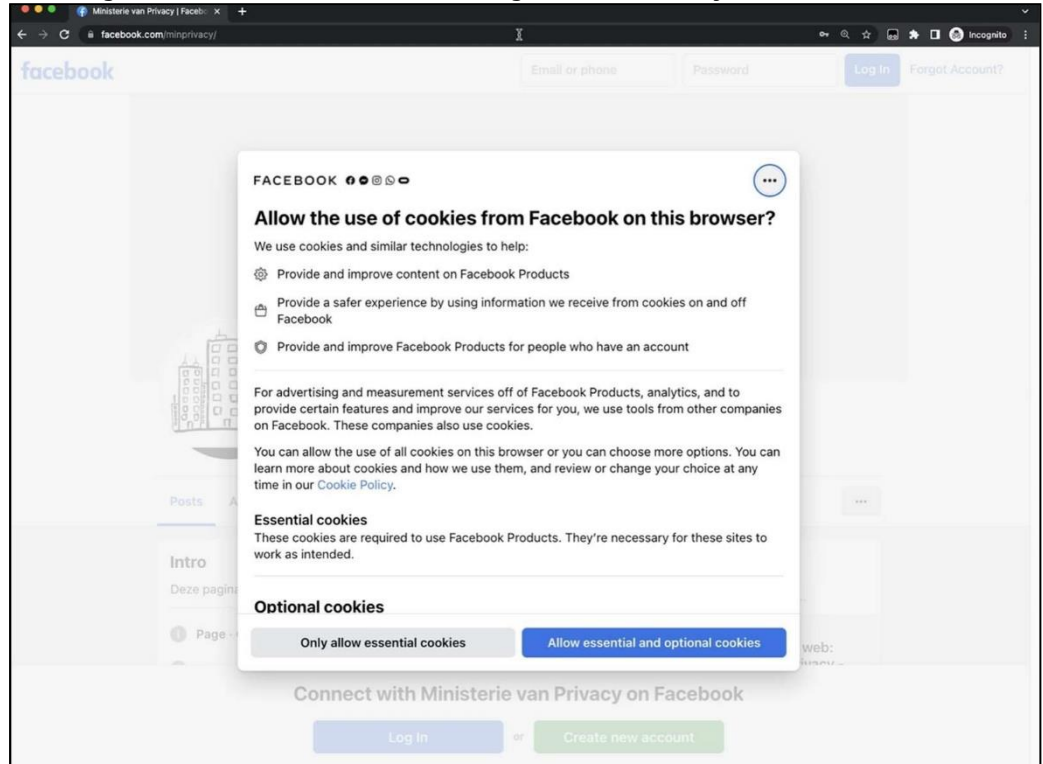 Ministerie van Privacy | Facebo
facebook.com/minprivacy/
Incognito
facebook
Email or phone
Password
Log In
Forgot Account?
FACEBOOK
Allow the use of cookies from Facebook on this browser?
We use cookies and similar technologies to help:
Provide and improve content on Facebook Products
Provide a safer experience by using information we receive from cookies on and off
Facebook
Provide and improve Facebook Products for people who have an account
For advertising and measurement services off of Facebook Products, analytics, and to
provide certain features and improve our services for you, we use tools from other companies
on Facebook. These companies also use cookies.
You can allow the use of all cookies on this browser or you can choose more options. You can
learn more about cookies and how we use them, and review or change your choice at any
time in our Cookie Policy.
Posts
Essential cookies
These cookies are required to use Facebook Products. They're necessary for these sites to
work as intended.
Intro
Deze pagina
Optional cookies
Page
Only allow essential cookies
Allow essential and optional cookies
web:
Connect with Ministerie van Privacy on Facebook
Log In
or
Create new account